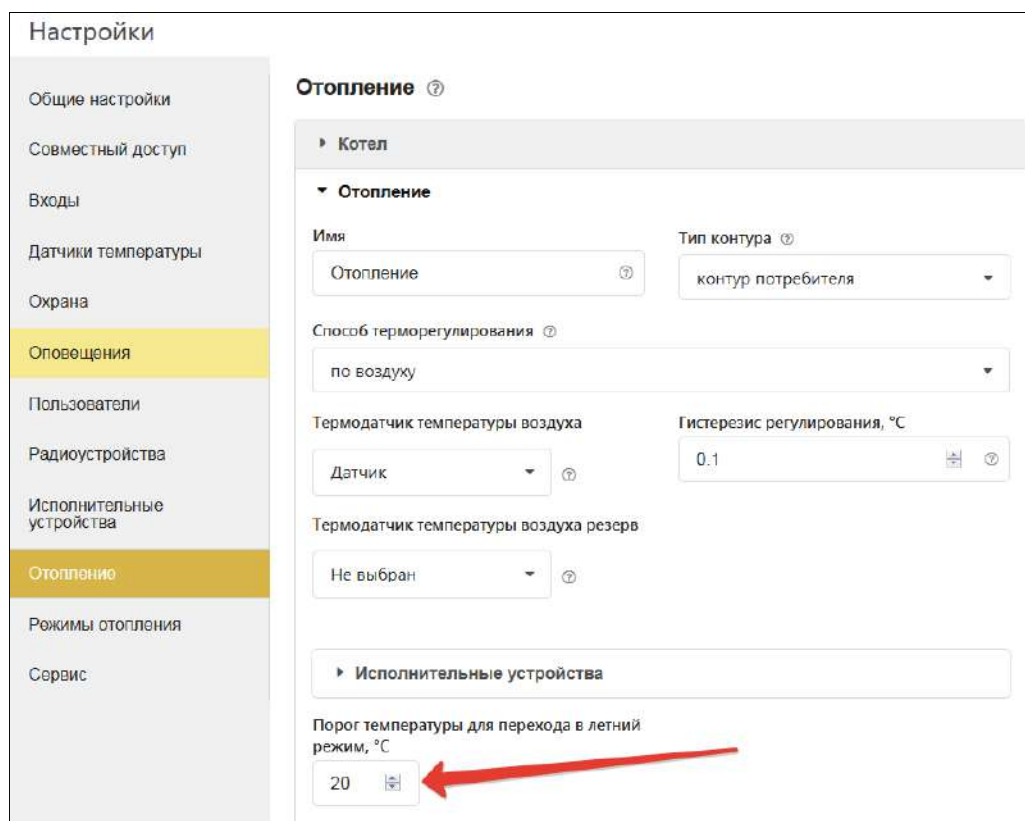 Настройки
Общие настройки
Совместный доступ
Входы
Датчики температуры
Охрана
Оповещения
Пользователи
Радиоустройства
Исполнительные
устройства
Отопление
Режимы отопления
Сервис
Отопление
Котел
Отопление
Имя
Тип контура
Отопление
контур потребителя
Способ терморегулирования
по воздуху
Термодатчик температуры воздуха
Гистерезис регулирования, °C
Датчик
0.1
Термодатчик температуры воздуха резерв
Не выбран
Исполнительные устройства
Порог температуры для перехода в летний
режим, °C
20